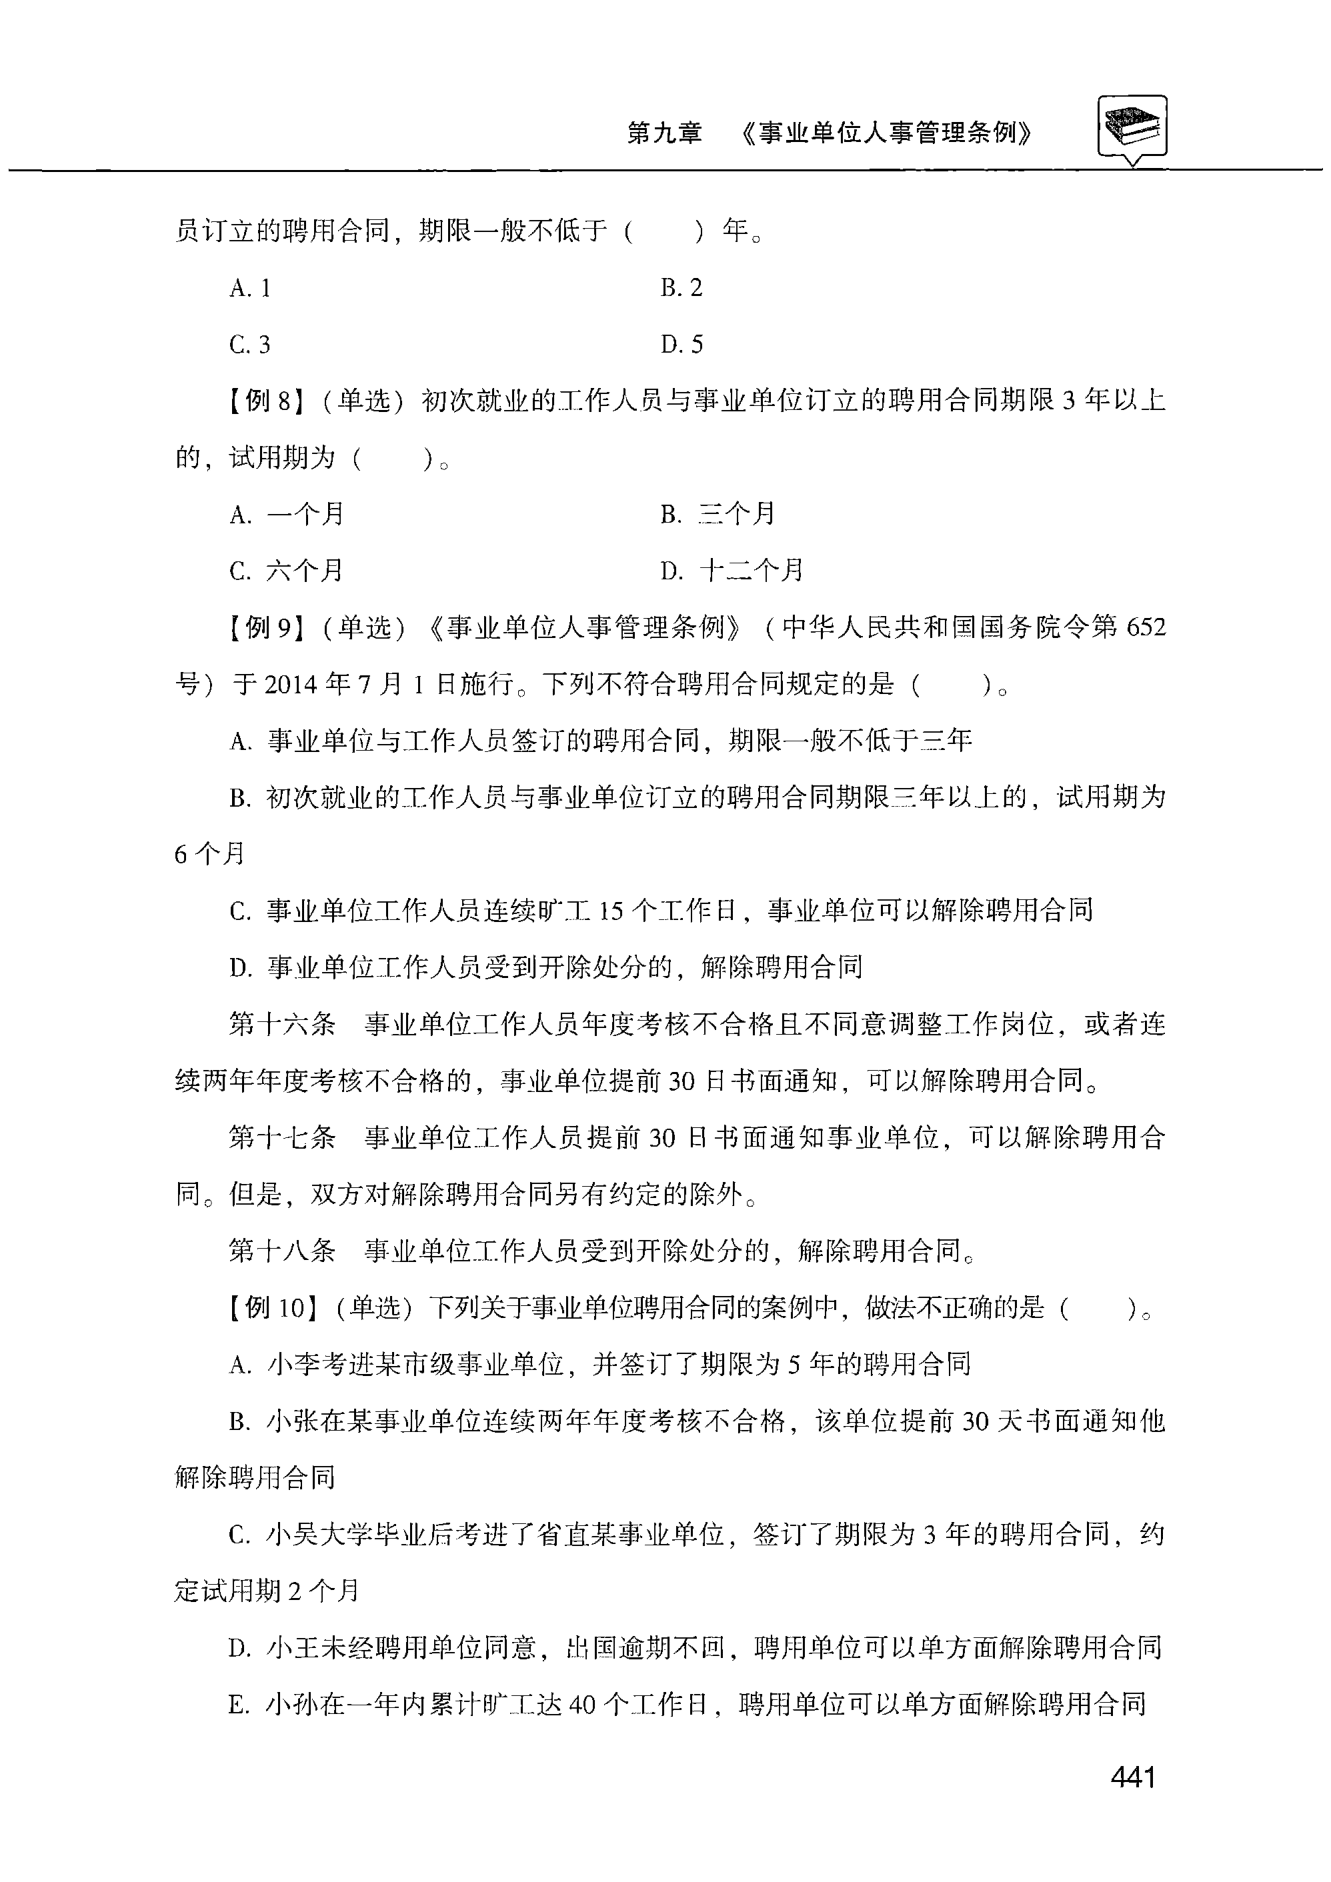 第九章 《事业单位人事管理条例》
员订立的聘用合同，期限一般不低于（  ）年。
A. 1 B. 2
C. 3 D. 5
【例 8】（单选）初次就业的工作人员与事业单位订立的聘用合同期限 3 年以上
的，试用期为（  ）。
A. 一个月 B. 三个月
C. 六个月 D. 十二个月
【例 9】（单选）《事业单位人事管理条例》（中华人民共和国国务院令第 652
号）于 2014 年 7 月 1 日施行。下列不符合聘用合同规定的是（  ）。
A. 事业单位与工作人员签订的聘用合同，期限一般不低于三年
B. 初次就业的工作人员与事业单位订立的聘用合同期限三年以上的，试用期为
6 个月
C. 事业单位工作人员连续旷工 15 个工作日，事业单位可以解除聘用合同
D. 事业单位工作人员受到开除处分的，解除聘用合同
第十六条 事业单位工作人员年度考核不合格且不同意调整工作岗位，或者连
续两年年度考核不合格的，事业单位提前 30 日书面通知，可以解除聘用合同。
第十七条 事业单位工作人员提前 30 日书面通知事业单位，可以解除聘用合
同。但是，双方对解除聘用合同另有约定的除外。
第十八条 事业单位工作人员受到开除处分的，解除聘用合同。
【例 10】（单选）下列关于事业单位聘用合同的案例中，做法不正确的是（  ）。
A. 小李考进某市级事业单位，并签订了期限为 5 年的聘用合同
B. 小张在某事业单位连续两年年度考核不合格，该单位提前 30 天书面通知他
解除聘用合同
C. 小吴大学毕业后考进了省直某事业单位，签订了期限为 3 年的聘用合同，约
定试用期 2 个月
D. 小王未经聘用单位同意，出国逾期不回，聘用单位可以单方面解除聘用合同
E. 小孙在一年内累计旷工达 40 个工作日，聘用单位可以单方面解除聘用合同
441